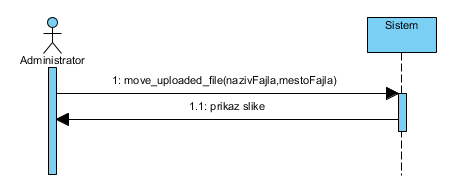 Sistem
Administrator
1: move_uploaded_file(nazivFajla,mestoFajla)
1.1: prikaz slike